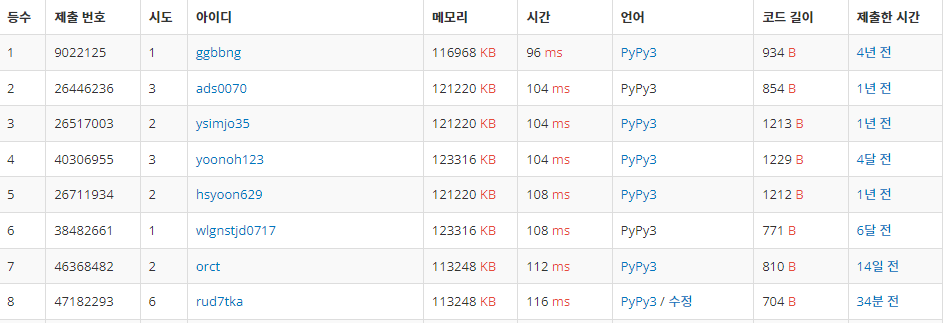 등수 제출 번호 시도 아이디 메모리 시간 언어 코드 길이 제출한 시간
1 9022125 1 ggbbng 116968 KB 96 ms PyPy3 934 B 4년 전
2 26446236 3 ads0070 121220 KB 104 ms PyPy3 854 B 1년 전
3 26517003 2 ysimjo35 121220 KB 104 ms PyPy3 1213 B 1년 전
4 40306955 3 yoonoh123 123316 KB 104 ms PyPy3 1229 B 4달 전
5 26711934 2 hsyoon629 121220 KB 108 ms PyPy3 1212 B 1년 전
6 38482661 1 wlgnstjd0717 123316 KB 108 ms PyPy3 771 B 6달 전
7 46368482 2 orct 113248 KB 112 ms PyPy3 810 B 14일 전
8 47182293 6 rud7tka 113248 KB 116 ms PyPy3 / 수정 704 B 34분 전